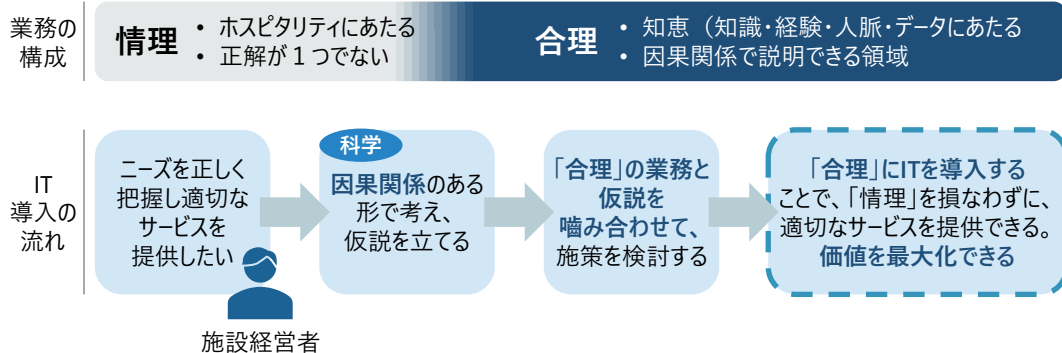 業務の
構成
情理
• ホスピタリティにあたる
• 正解が1つでない
合理
• 知恵（知識・経験・人脈・データにあたる
• 因果関係で説明できる領域
IT
導入の
流れ
ニーズを正しく
把握し適切な
サービスを
提供したい
施設経営者
科学
因果関係のある
形で考え、
仮説を立てる
「合理」の業務と
仮説を
嚙み合わせて、
施策を検討する
「合理」にITを導入する
ことで、「情理」を損なわずに、
適切なサービスを提供できる。
価値を最大化できる